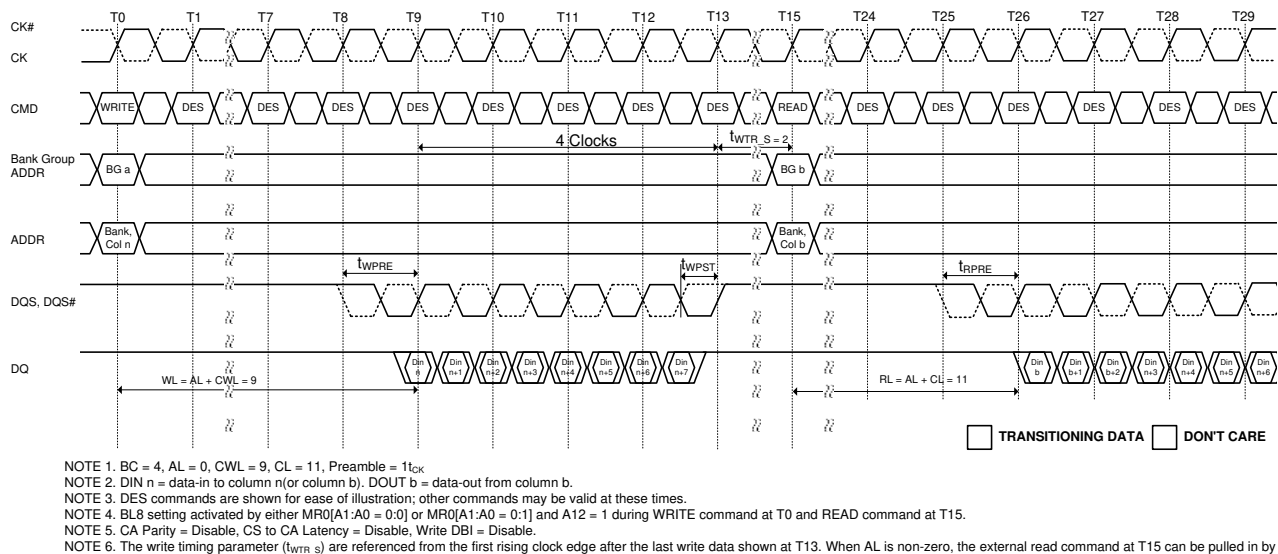 T0 T1 T7 T8 T9 T10 T11 T12 T13 T15 T24 T25 T26 T27 T28 T29
CK#
CK
CMD WRITE DES DES DES DES DES DES DES DES READ DES DES DES DES DES DES
4 Clocks tWTR_S = 2
Bank Group
ADDR BG a BG b
ADDR
Bank,
Col n
Bank,
Col b
tWPRE tWPST tRPRE
DQS, DQS#
DQ
Din
n
Din
n+1
Din
n+2
Din
n+3
Din
n+4
Din
n+5
Din
n+6
Din
n+7
Din
b
Din
b+1
Din
b+2
Din
n+3
Din
n+4
Din
n+5
Din
n+6
WL = AL + CWL = 9 RL = AL + CL = 11
TRANSITIONING DATA DON'T CARE
NOTE 1. BC = 4, AL = 0, CWL = 9, CL = 11, Preamble = 1tCK
NOTE 2. DIN n = data-in to column n(or column b). DOUT b = data-out from column b.
NOTE 3. DES commands are shown for ease of illustration; other commands may be valid at these times.
NOTE 4. BL8 setting activated by either MR0[A1:A0 = 0:0] or MR0[A1:A0 = 0:1] and A12 = 1 during WRITE command at T0 and READ command at T15.
NOTE 5. CA Parity = Disable, CS to CA Latency = Disable, Write DBI = Disable.
NOTE 6. The write timing parameter (tWTR_S) are referenced from the first rising clock edge after the last write data shown at T13. When AL is non-zero, the external read command at T15 can be pulled in by